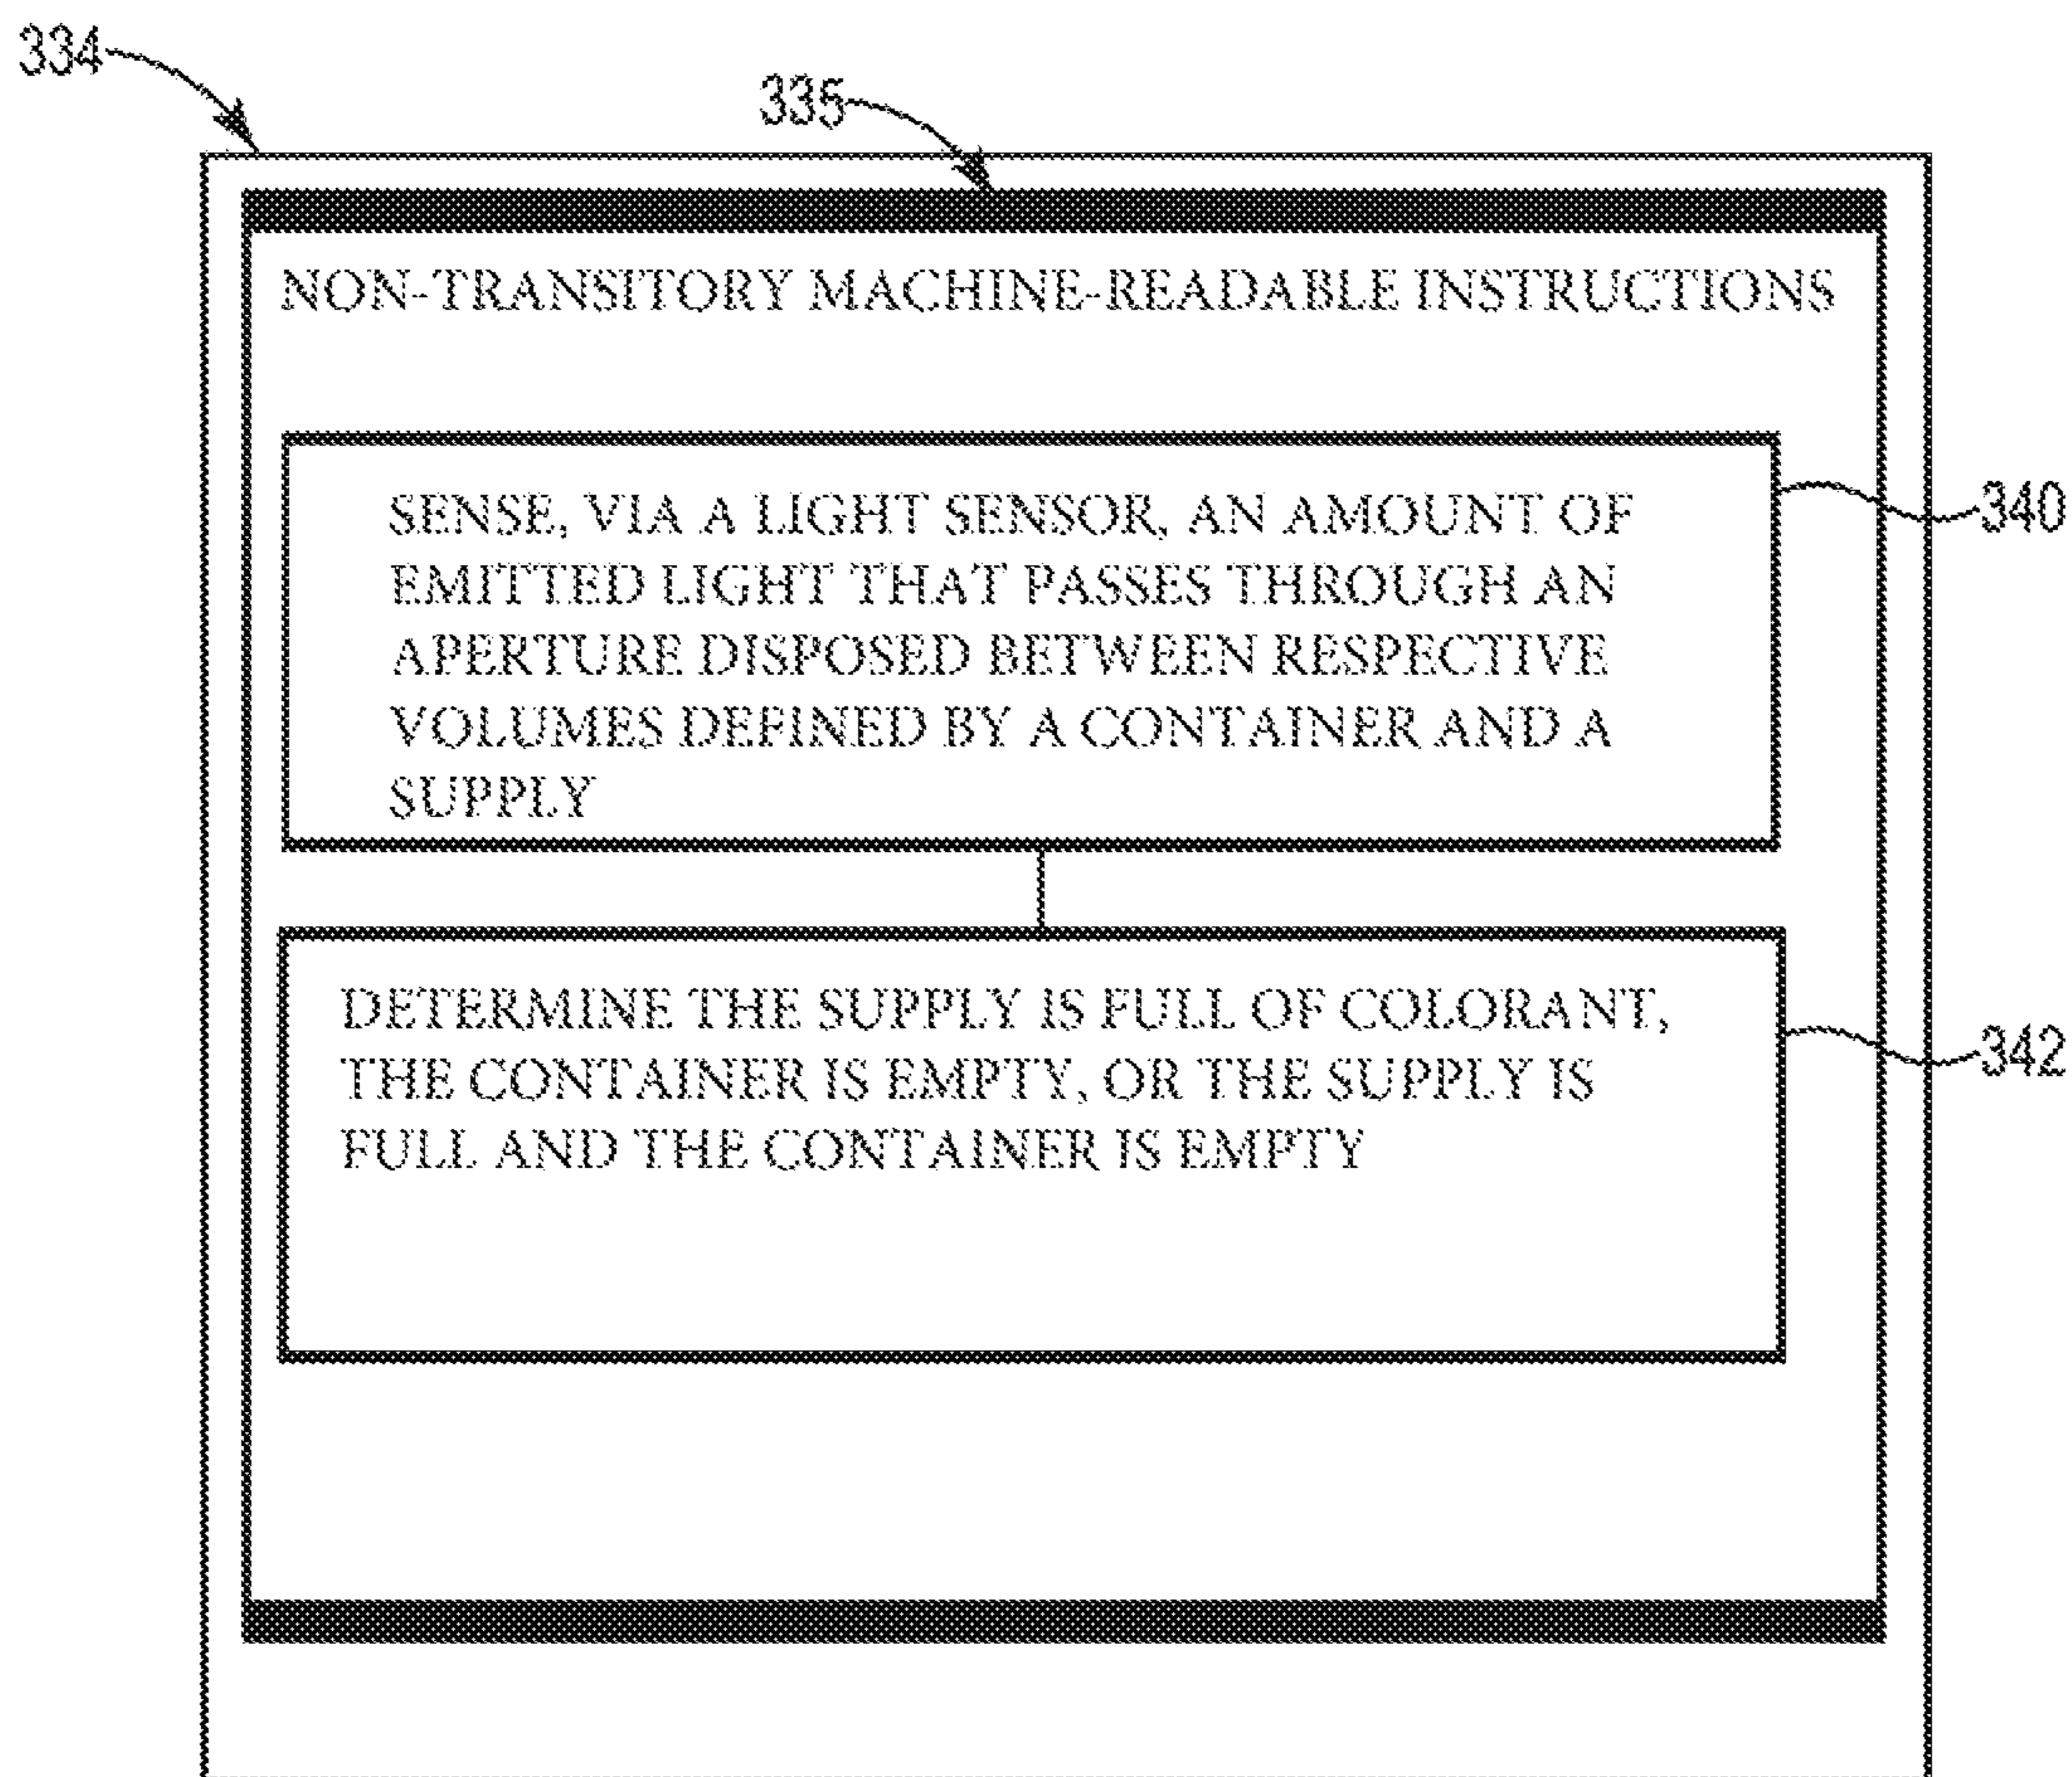 334
335
NON-TRANSITORY MACHINE-READABLE INSTRUCTIONS
SENSE, VIA A LIGHT SENSOR, AN AMOUNT OF
EMITTED LIGHT THAT PASSES THROUGH AN
APERTURE DISPOSED BETWEEN RESPECTIVE
VOLUMES DEFINED BY A CONTAINER AND A
SUPPLY
340
DETERMINE THE SUPPLY IS FULL OF COLORANT,
THE CONTAINER IS EMPTY, OR THE SUPPLY IS
FULL AND THE CONTAINER IS EMPTY
342